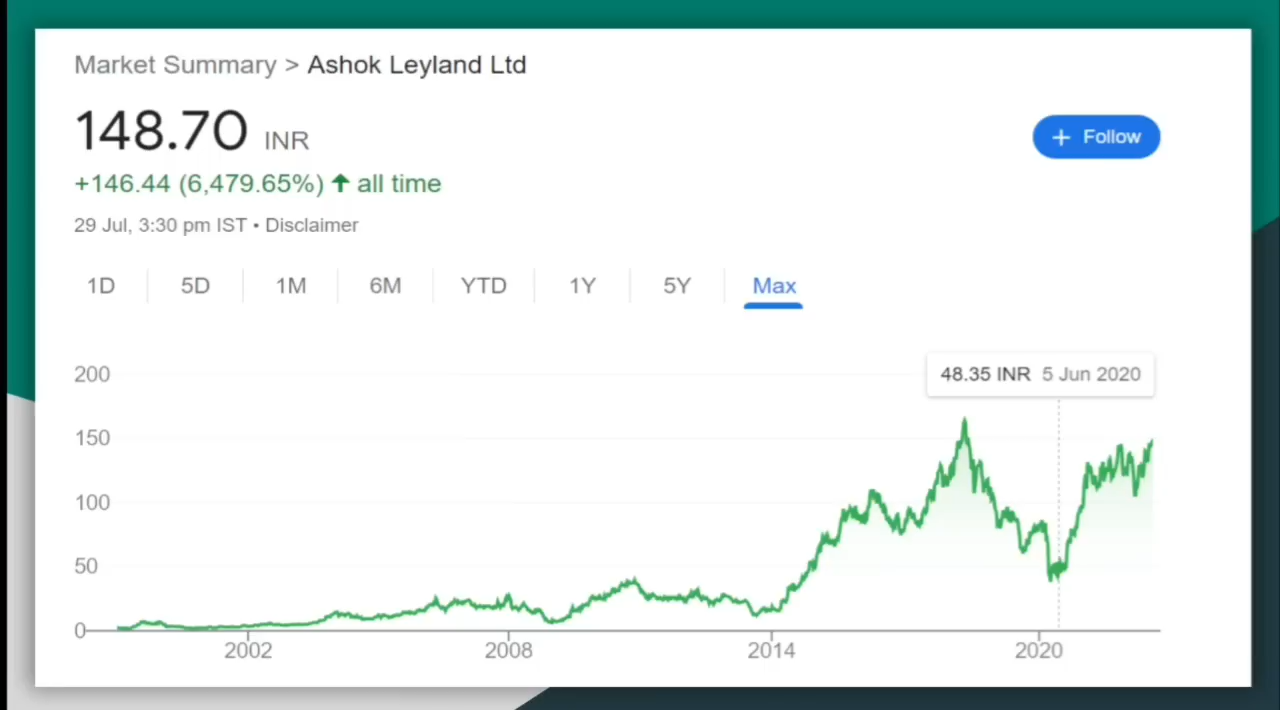 Market Summary > Ashok Leyland Ltd
148.70 INR
+ Follow
+146.44 (6,479.65%) ↑ all time
29 Jul, 3:30 pm IST • Disclaimer
1D 5D 1M 6M YTD 1Y 5Y Max
48.35 INR 5 Jun 2020
200
150
100
50
0
2002 2008 2014 2020